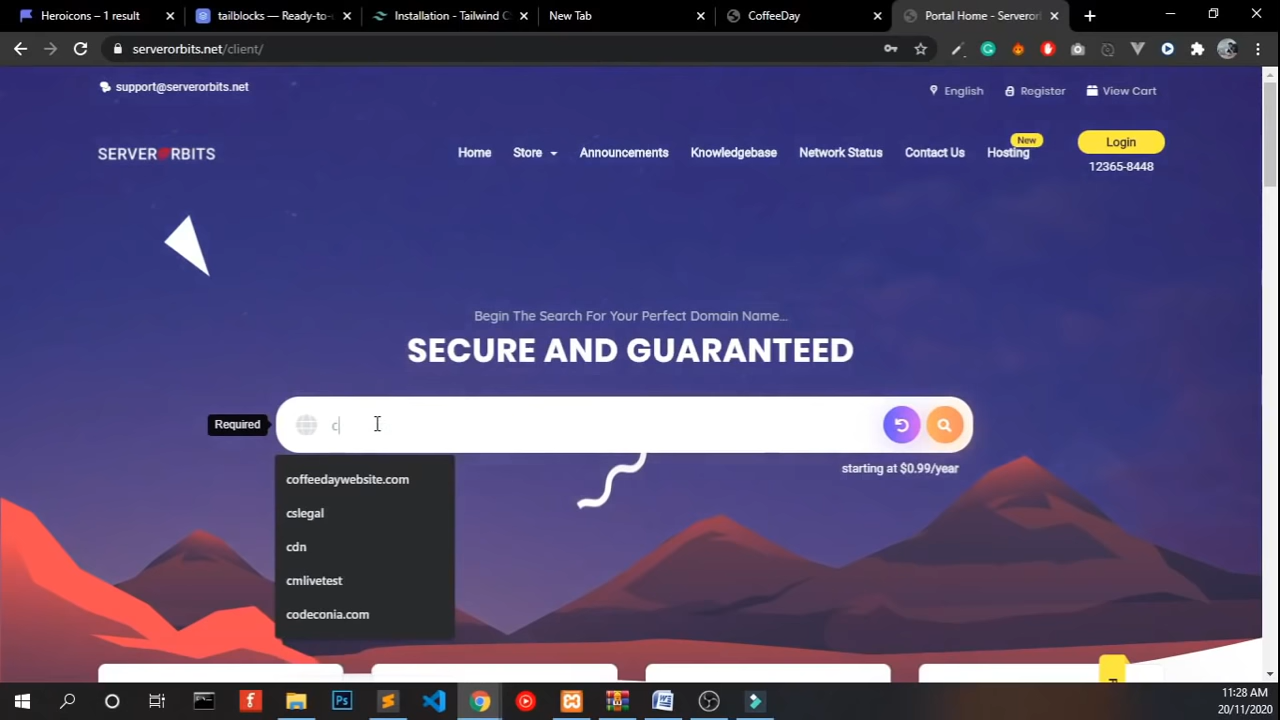 Heroicons — 1 result
tailblocks — Ready-to-
Installation - Tailwind C
New Tab
CoffeeDay
Portal Home - Serveror
serverorbits.net/client/
support@serverorbits.net
English
Register
View Cart
SERVER RBITS
Home
Store
Announcements
Knowledgebase
Network Status
Contact Us
Hosting
New
Login
12365-8448
Begin The Search For Your Perfect Domain Name...
SECURE AND GUARANTEED
Required
c
starting at $0.99/year
coffeedaywebsite.com
cslegal
cdn
cmlivetest
codeconia.com
11:28 AM
20/11/2020